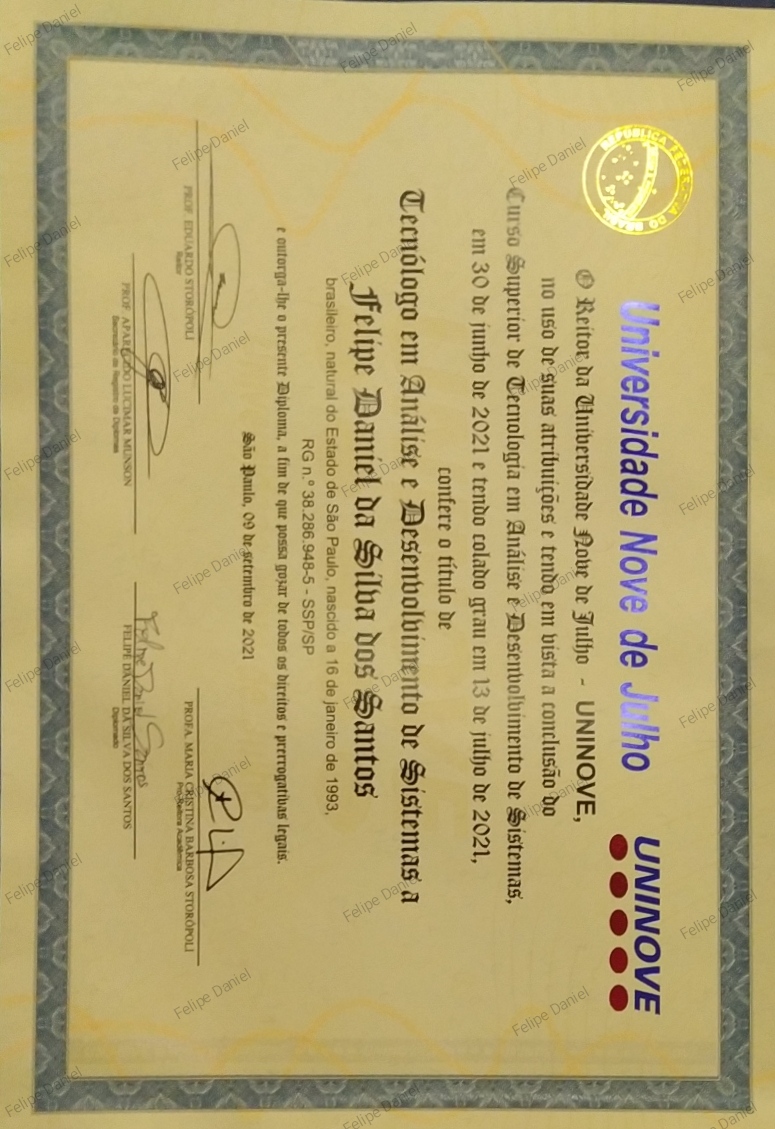 REPÚBLICA FEDERATIVA DO BRASIL
Universidade Nove de Julho
UNINOVE
O Reitor da Universidade Nove de Julho - UNINOVE,
no uso de suas atribuições e tendo em vista a conclusão do
Curso Superior de Tecnologia em Análise e Desenvolvimento de Sistemas,
em 30 de junho de 2021 e tendo colado grau em 13 de julho de 2021,
confere o título de
Tecnólogo em Análise e Desenvolvimento de Sistemas a
Felipe Daniel da Silva dos Santos
brasileiro, natural do Estado de São Paulo, nascido a 16 de janeiro de 1993,
RG n.º 38.286.948-5 - SSP/SP
e outorga-lhe o presente Diploma, a fim de que possa gozar de todos os direitos e prerrogativas legais.
São Paulo, 09 de setembro de 2021
PROF. EDUARDO STORÓPOLI
Reitor
PROFA. MARIA CRISTINA BARBOSA STORÓPOLI
Pró-Reitora Acadêmica
PROF. APARECIDO LUCIMAR MUNSON
Secretário de Registro de Diplomas
Felipe Daniel Santos
FELIPE DANIEL DA SILVA DOS SANTOS
Diplomado
Felipe Daniel